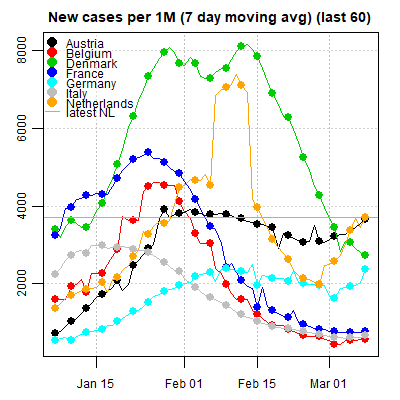 New cases per 1M (7 day moving avg) (last 60)
8000
6000
4000
2000
Austria
Belgium
Denmark
France
Germany
Italy
Netherlands
latest NL
Jan 15
Feb 01
Feb 15
Mar 01